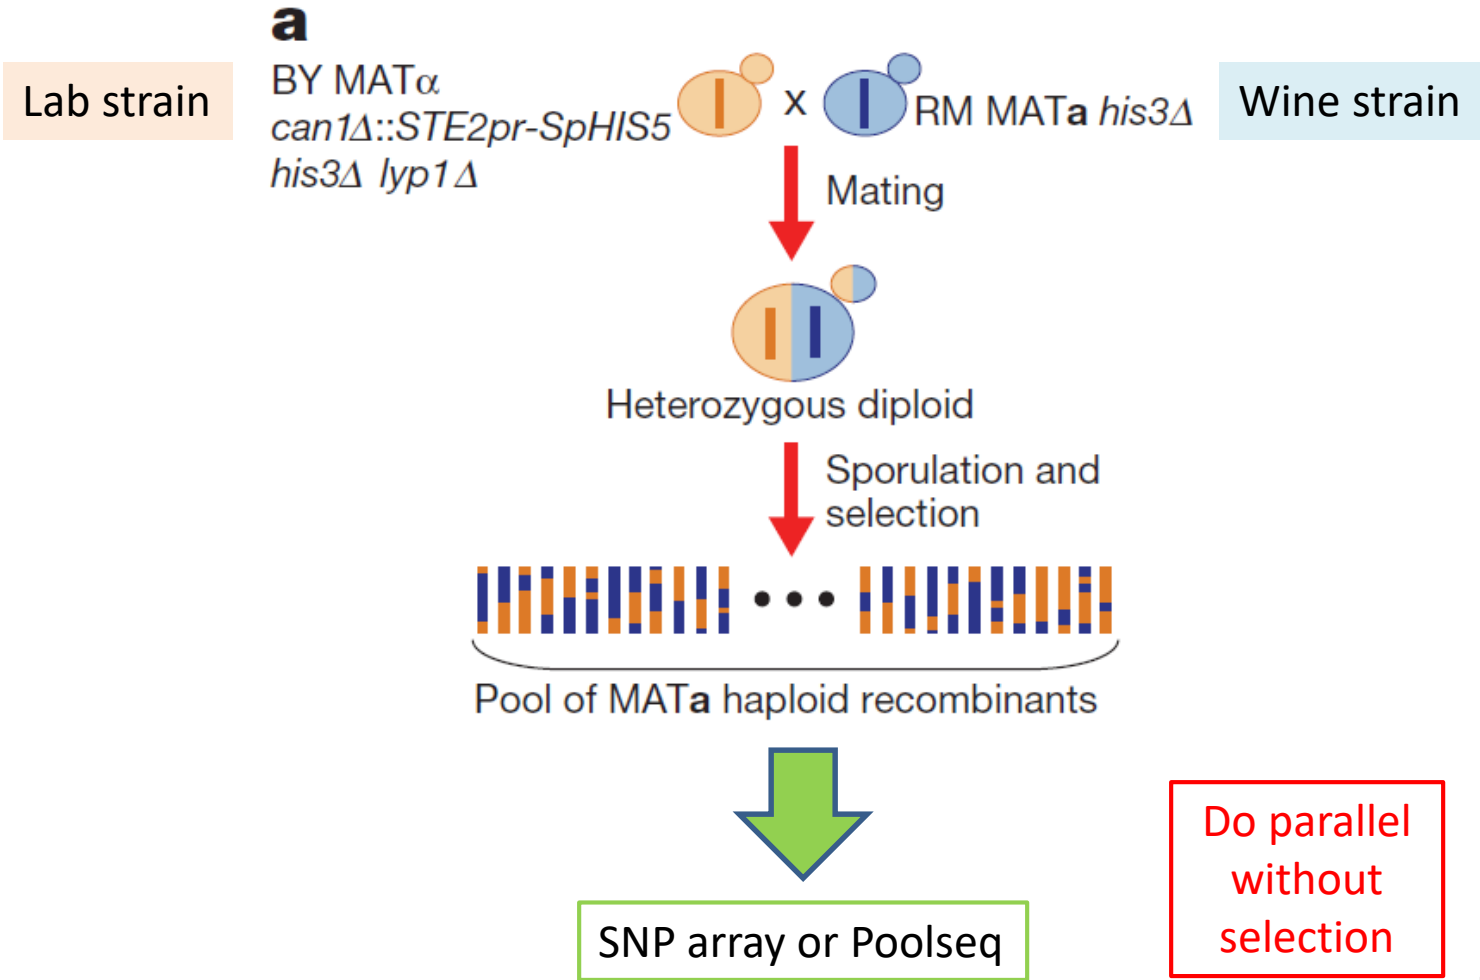 a
Lab strain
BY MATα
can1Δ::STE2pr-SpHIS5
his3Δ lyp1Δ
x
RM MATa his3Δ
Wine strain
Mating
Heterozygous diploid
Sporulation and
selection
Pool of MATa haploid recombinants
SNP array or Poolseq
Do parallel
without
selection